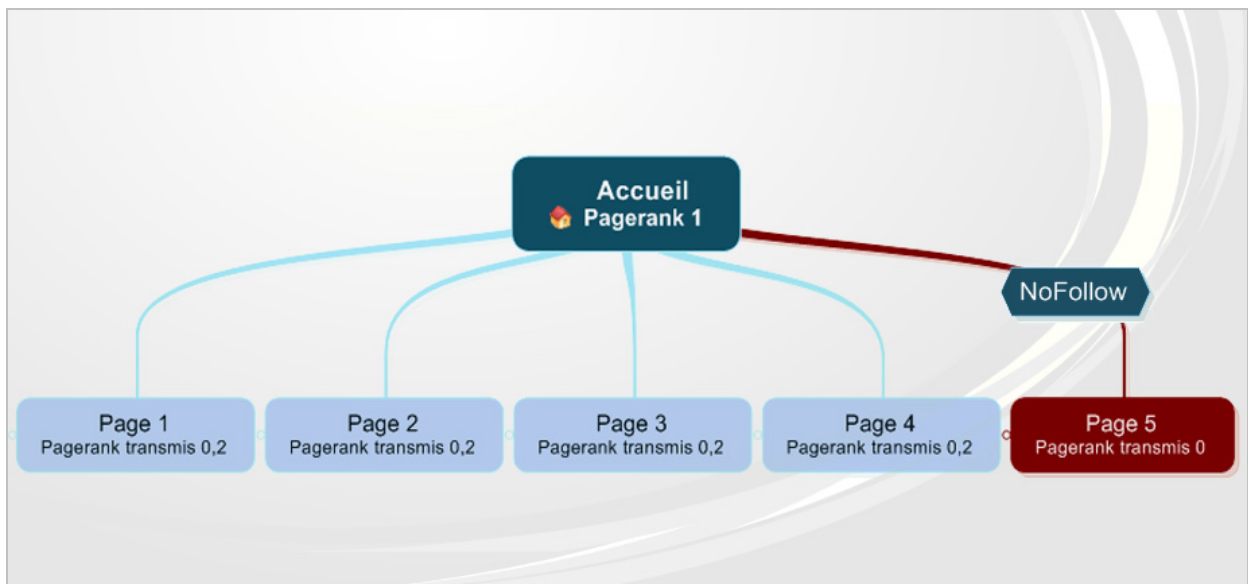 Accueil
Pagerank 1
NoFollow
Page 1
Pagerank transmis 0,2
Page 2
Pagerank transmis 0,2
Page 3
Pagerank transmis 0,2
Page 4
Pagerank transmis 0,2
Page 5
Pagerank transmis 0